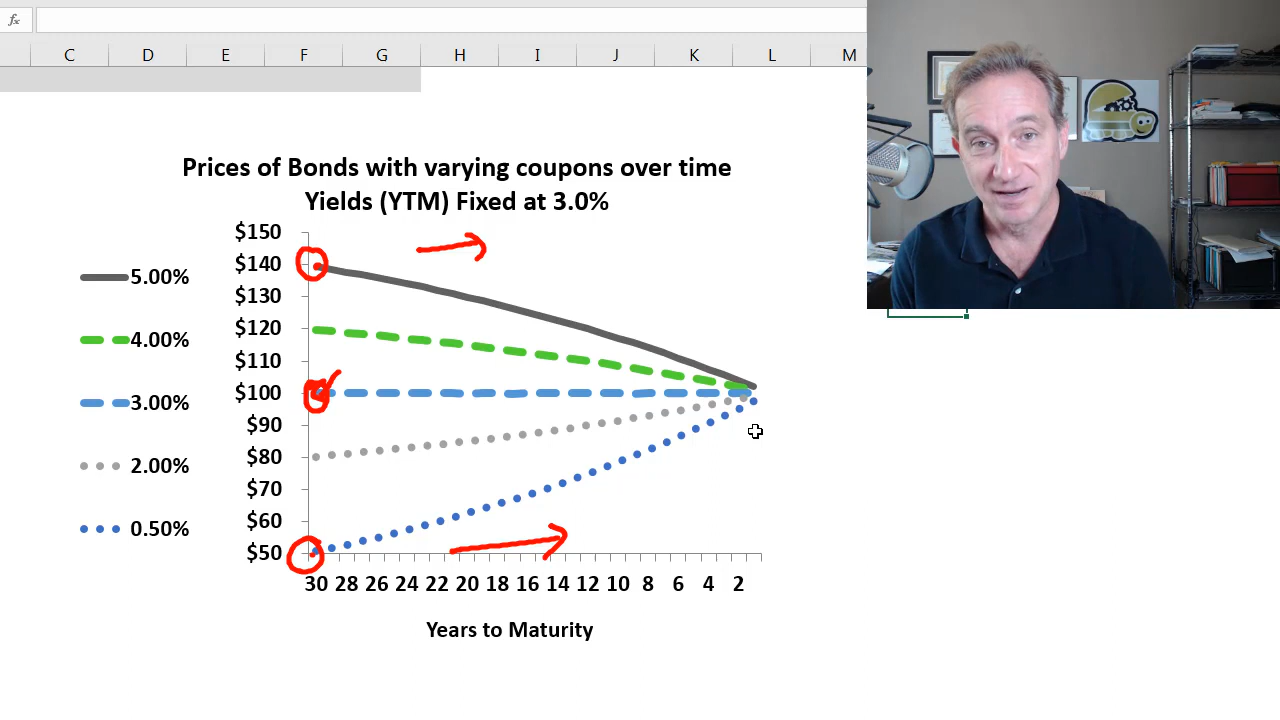 fx
C D E F G H I J K L M
Prices of Bonds with varying coupons over time
Yields (YTM) Fixed at 3.0%
5.00%
4.00%
3.00%
2.00%
0.50%
$150
$140
$130
$120
$110
$100
$90
$80
$70
$60
$50
30 28 26 24 22 20 18 16 14 12 10 8 6 4 2
Years to Maturity